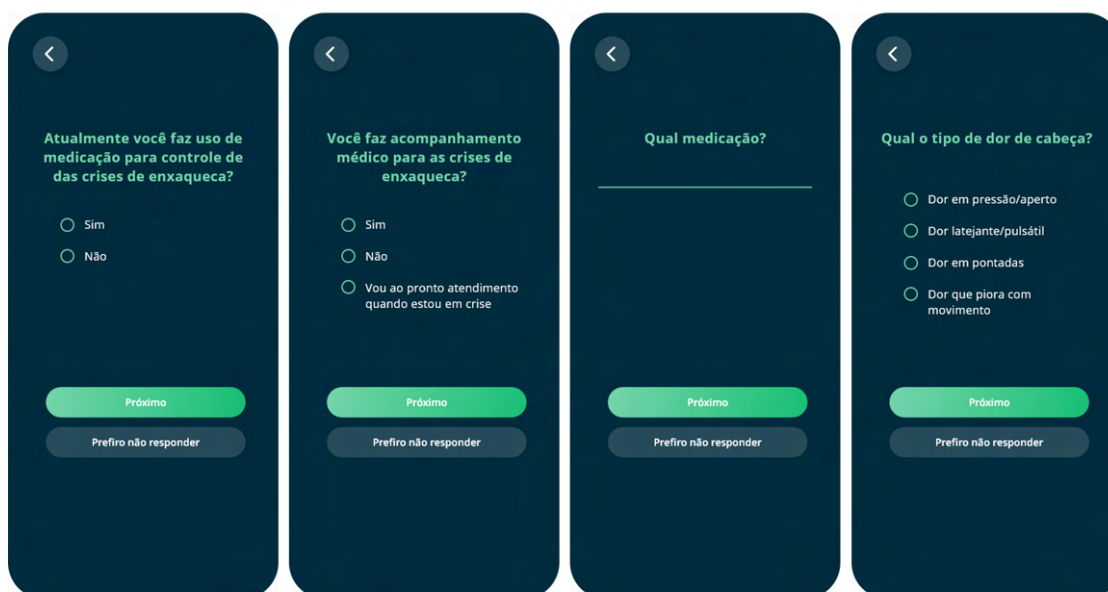 Atualmente você faz uso de
medicação para controle de
das crises de enxaqueca?
Sim
Não
Próximo
Prefiro não responder
Você faz acompanhamento
médico para as crises de
enxaqueca?
Sim
Não
Vou ao pronto atendimento
quando estou em crise
Próximo
Prefiro não responder
Qual medicação?
Próximo
Prefiro não responder
Qual o tipo de dor de cabeça?
Dor em pressão/aperto
Dor latejante/pulsátil
Dor em pontadas
Dor que piora com
movimento
Próximo
Prefiro não responder